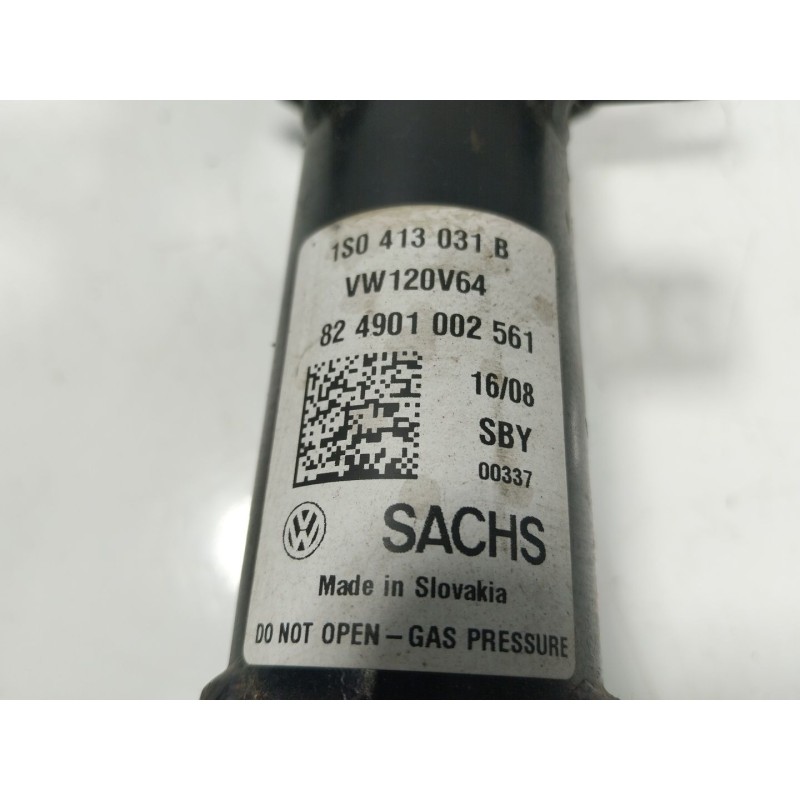 1S0 413 031 B
VW120V64
82 4901 002 561
16/08
SBY
00337
SACHS
Made in Slovakia
DO NOT OPEN – GAS PRESSURE